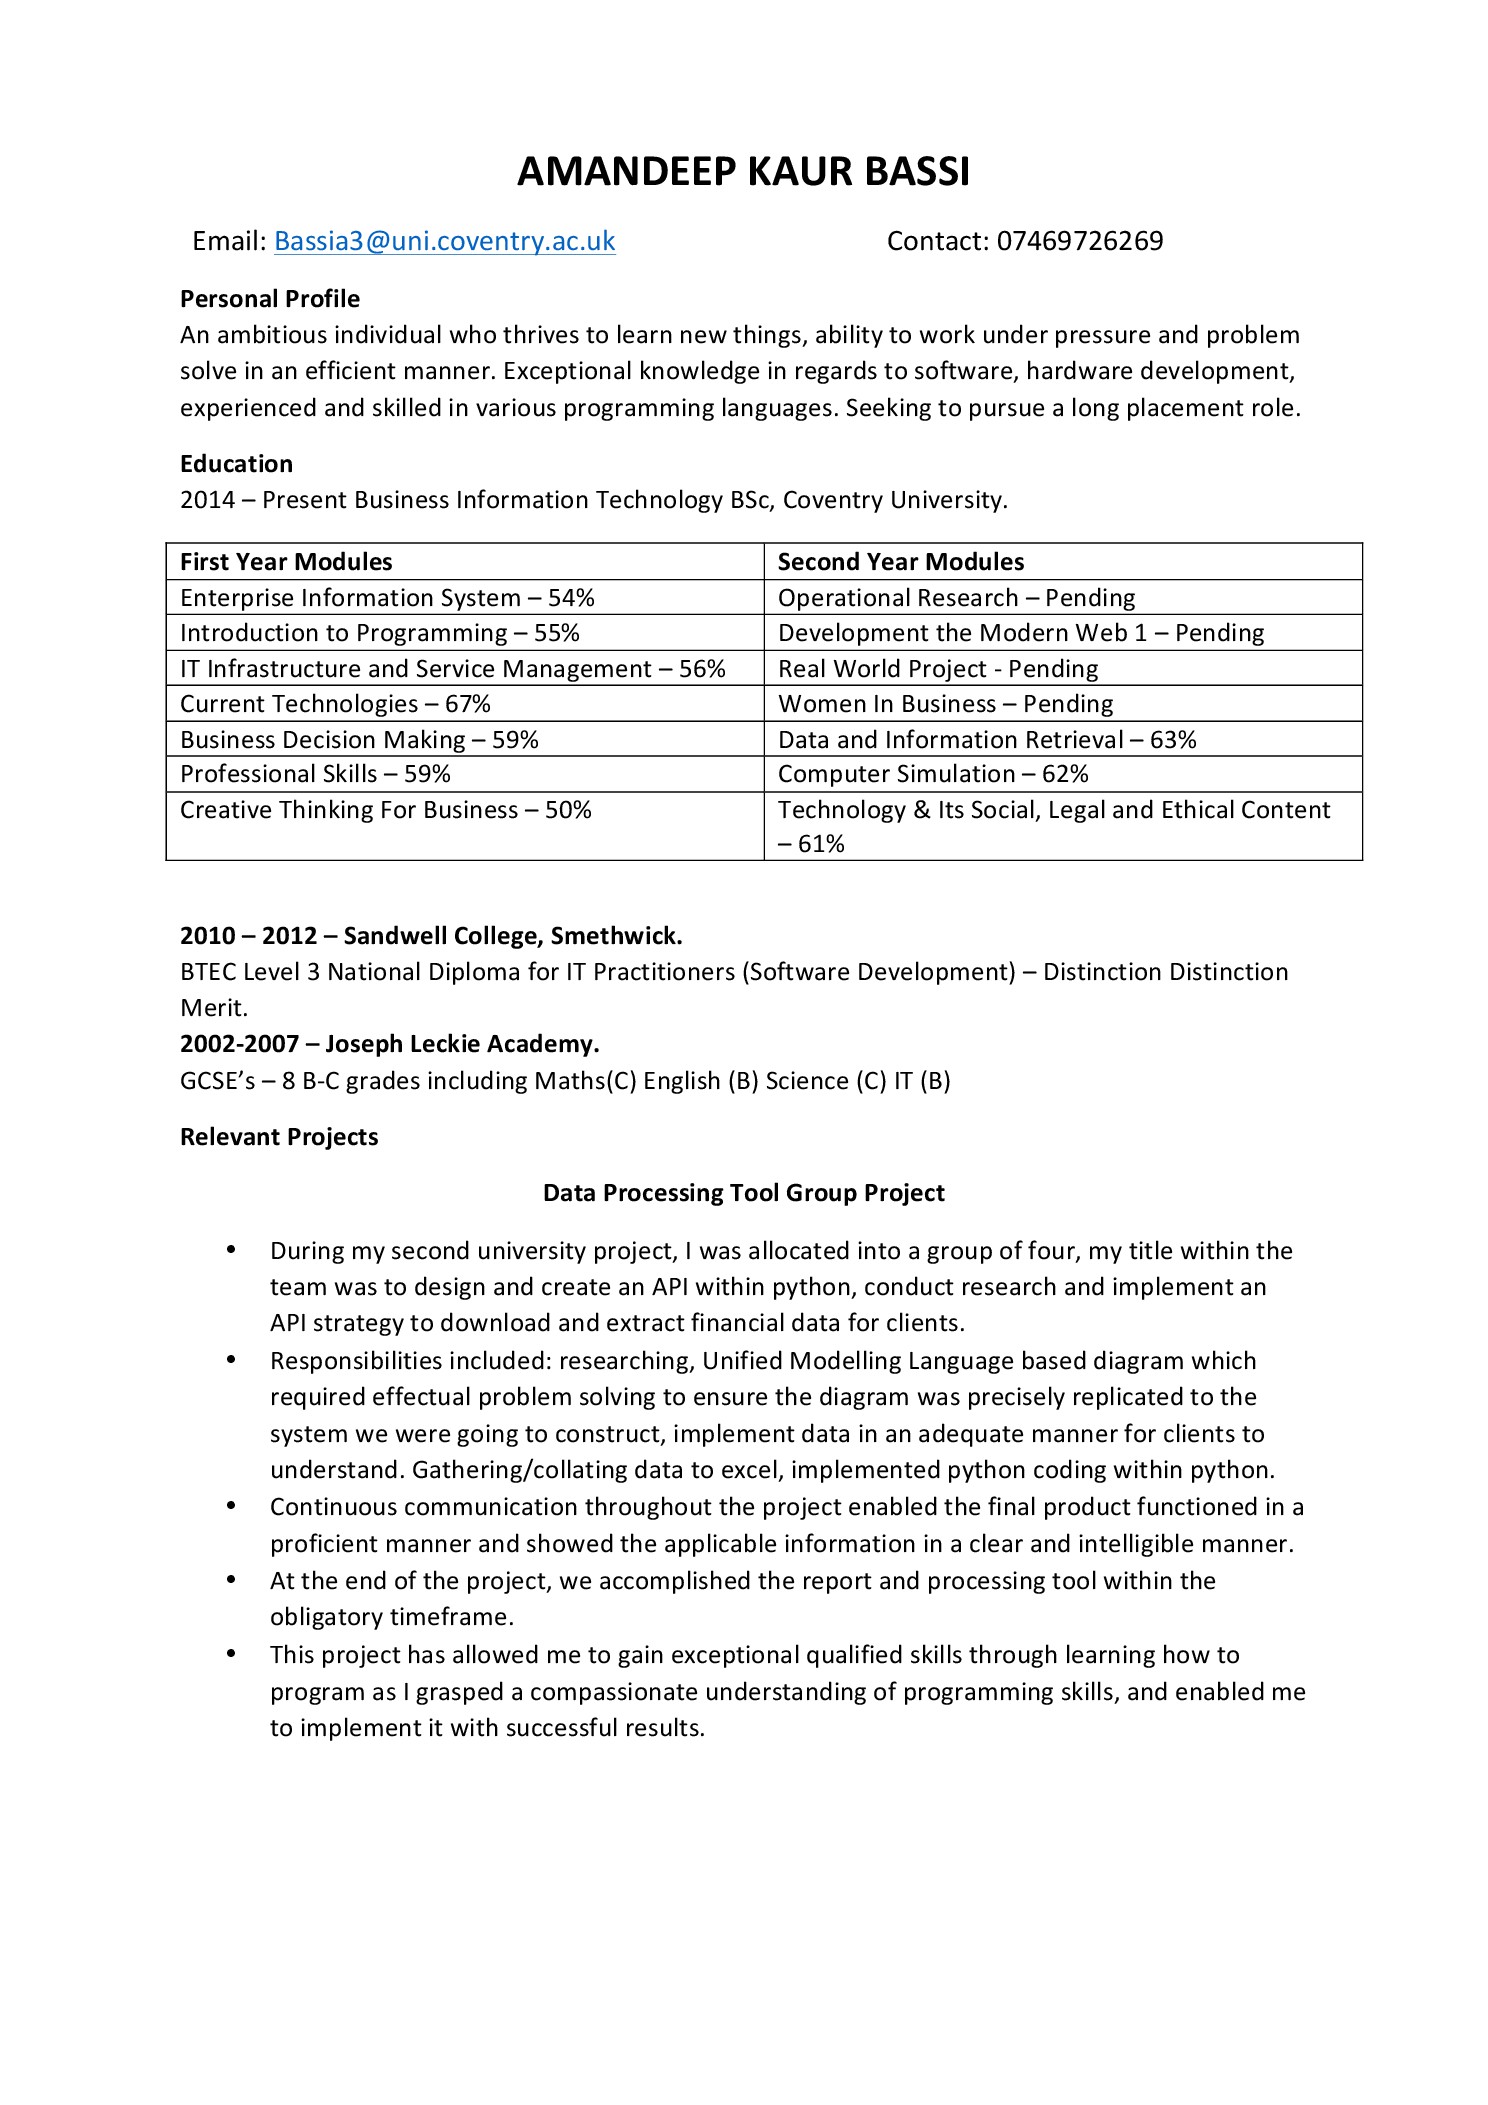 AMANDEEP KAUR BASSI
Email: Bassia3@uni.coventry.ac.uk Contact: 07469726269
Personal Profile
An ambitious individual who thrives to learn new things, ability to work under pressure and problem
solve in an efficient manner. Exceptional knowledge in regards to software, hardware development,
experienced and skilled in various programming languages. Seeking to pursue a long placement role.
Education
2014 – Present Business Information Technology BSc, Coventry University.
First Year Modules Second Year Modules
Enterprise Information System – 54% Operational Research – Pending
Introduction to Programming – 55% Development the Modern Web 1 – Pending
IT Infrastructure and Service Management – 56% Real World Project - Pending
Current Technologies – 67% Women In Business – Pending
Business Decision Making – 59% Data and Information Retrieval – 63%
Professional Skills – 59% Computer Simulation – 62%
Creative Thinking For Business – 50% Technology & Its Social, Legal and Ethical Content
– 61%
2010 – 2012 – Sandwell College, Smethwick.
BTEC Level 3 National Diploma for IT Practitioners (Software Development) – Distinction Distinction
Merit.
2002-2007 – Joseph Leckie Academy.
GCSE’s – 8 B-C grades including Maths(C) English (B) Science (C) IT (B)
Relevant Projects
Data Processing Tool Group Project
• During my second university project, I was allocated into a group of four, my title within the
team was to design and create an API within python, conduct research and implement an
API strategy to download and extract financial data for clients.
• Responsibilities included: researching, Unified Modelling Language based diagram which
required effectual problem solving to ensure the diagram was precisely replicated to the
system we were going to construct, implement data in an adequate manner for clients to
understand. Gathering/collating data to excel, implemented python coding within python.
• Continuous communication throughout the project enabled the final product functioned in a
proficient manner and showed the applicable information in a clear and intelligible manner.
• At the end of the project, we accomplished the report and processing tool within the
obligatory timeframe.
• This project has allowed me to gain exceptional qualified skills through learning how to
program as I grasped a compassionate understanding of programming skills, and enabled me
to implement it with successful results.